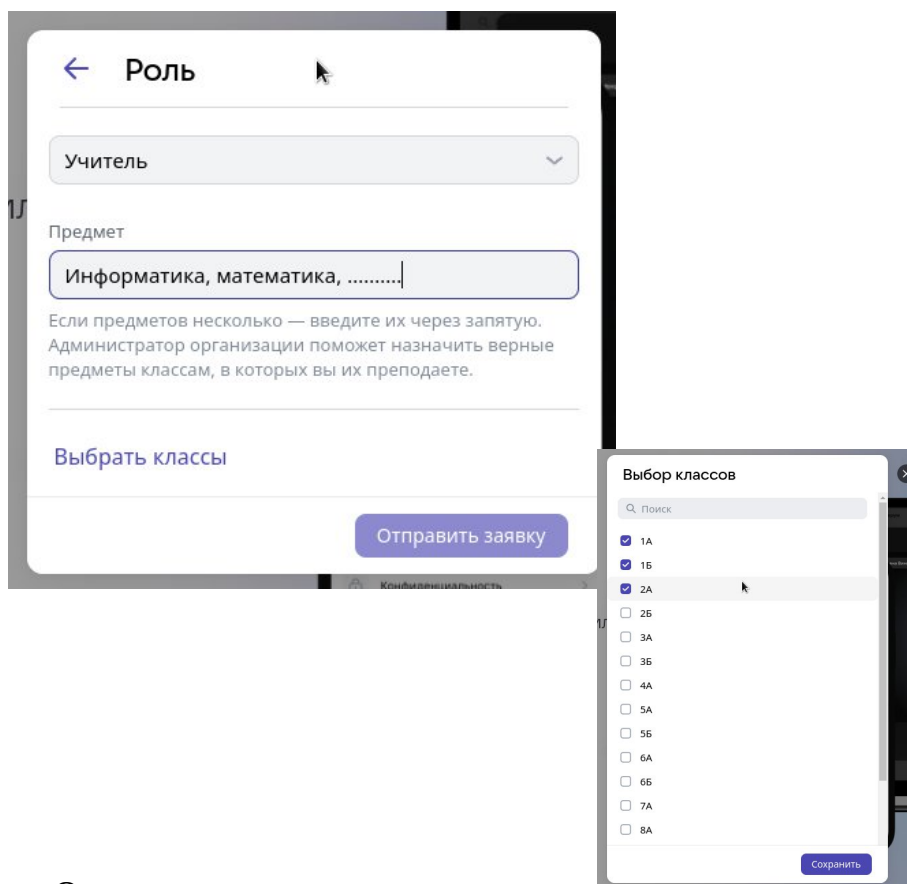 Роль
Учитель
Предмет
Информатика, математика, ..........
Если предметов несколько — введите их через запятую.
Администратор организации поможет назначить верные
предметы классам, в которых вы их преподаете.
Выбрать классы
Отправить заявку
Конфиденциальность
Выбор классов
Поиск
1А
1Б
2А
2Б
3А
3Б
4А
5А
5Б
6А
6Б
7А
8А
Сохранить